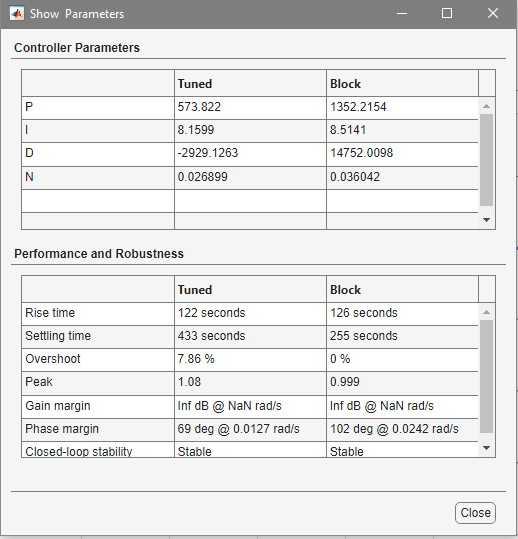 Show Parameters
Controller Parameters
Tuned Block
P 573.822 1352.2154
I 8.1599 8.5141
D -2929.1263 14752.0098
N 0.026899 0.036042
Performance and Robustness
Tuned Block
Rise time 122 seconds 126 seconds
Settling time 433 seconds 255 seconds
Overshoot 7.86 % 0 %
Peak 1.08 0.999
Gain margin Inf dB @ NaN rad/s Inf dB @ NaN rad/s
Phase margin 69 deg @ 0.0127 rad/s 102 deg @ 0.0242 rad/s
Closed-loop stability Stable Stable
Close